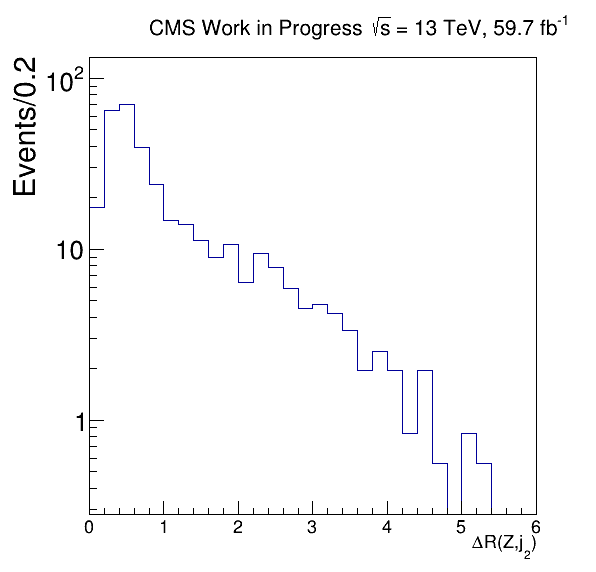 CMS Work in Progress √s = 13 TeV, 59.7 fb⁻¹
Events/0.2
10²
10
1
0 1 2 3 4 5 6
ΔR(Z,j₂)